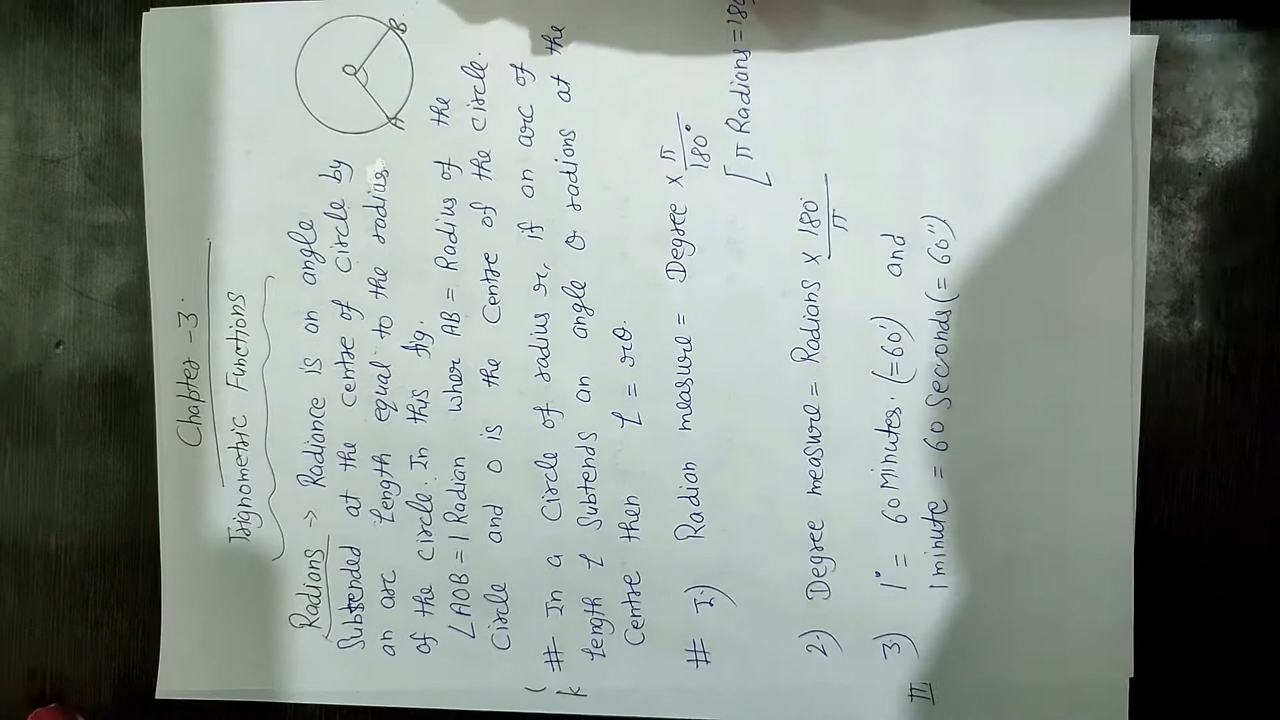 Chapter - 3.
Trignometric Functions
Radians → Radiance is an angle
Subtended at the centre of circle by
an arc length equal to the radius
of the circle. In this fig.
∠AOB = 1 Radian where AB = Radius of the
Circle and O is the Centre of the circle.
A O B
# In a Circle of radius r, if an arc of
length l Subtends an angle θ radians at the
Centre then l = rθ.
# 1.) Radian measure = Degree × π/180°
[π Radians = 180
2.) Degree measure = Radians × 180/π
3.) 1° = 60 Minutes. (=60') and
1 minute = 60 seconds (= 60")